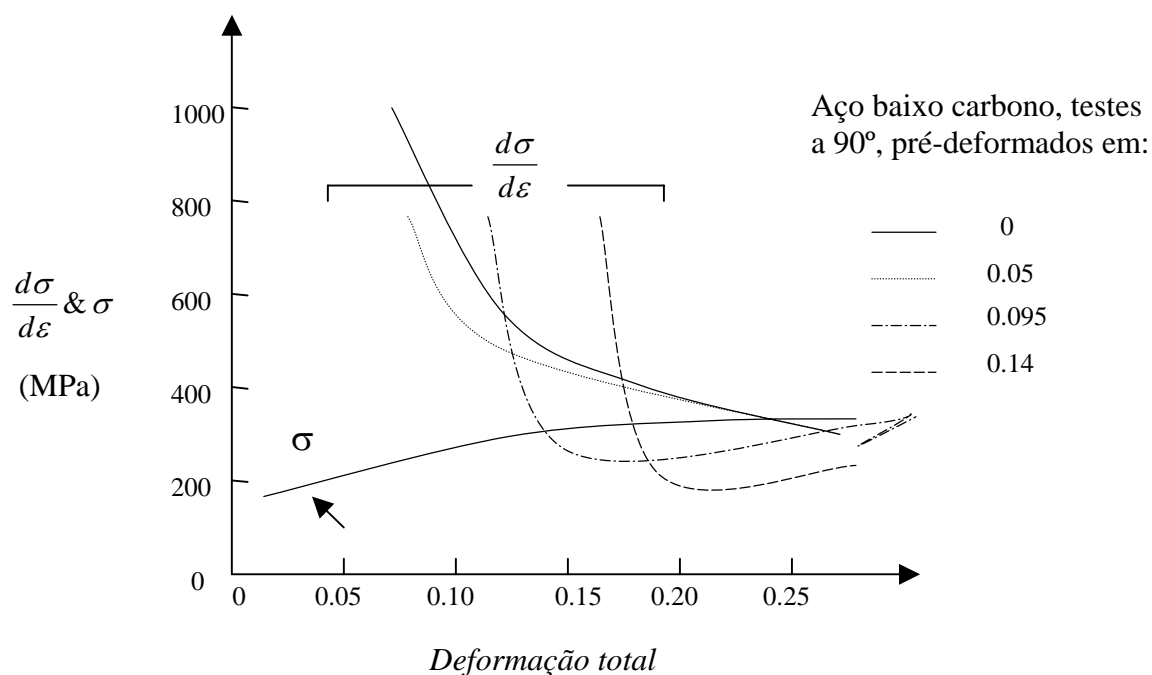 1000
800
600
400
200
0
dσ/dε & σ
(MPa)
dσ/dε
σ
0 0.05 0.10 0.15 0.20 0.25
Deformação total
Aço baixo carbono, testes
a 90º, pré-deformados em:
0
0.05
0.095
0.14